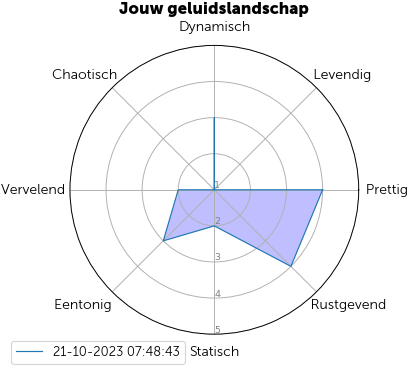 Jouw geluidslandschap
Dynamisch
Chaotisch
Levendig
Vervelend
Prettig
1
2
3
4
5
Eentonig
Rustgevend
21-10-2023 07:48:43
Statisch